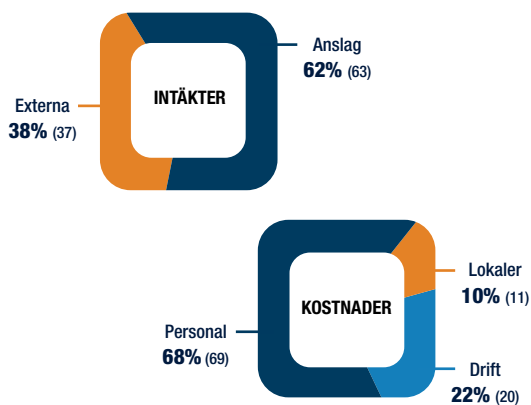 Anslag
62% (63)
INTÄKTER
Externa
38% (37)
Lokaler
10% (11)
KOSTNADER
Personal
68% (69)
Drift
22% (20)